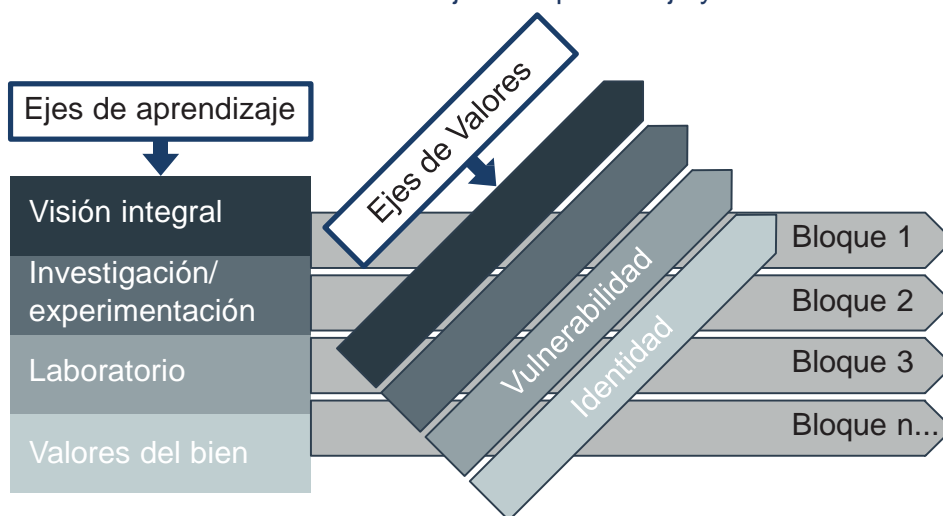 Ejes de aprendizaje
Ejes de Valores
Visión integral
Investigación/
experimentación
Laboratorio
Valores del bien
Vulnerabilidad
Identidad
Bloque 1
Bloque 2
Bloque 3
Bloque n...